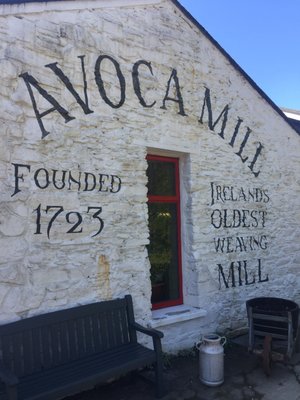 AVOCA MILL
FOUNDED
1723
IRELANDS
OLDEST
WEAVING
MILL